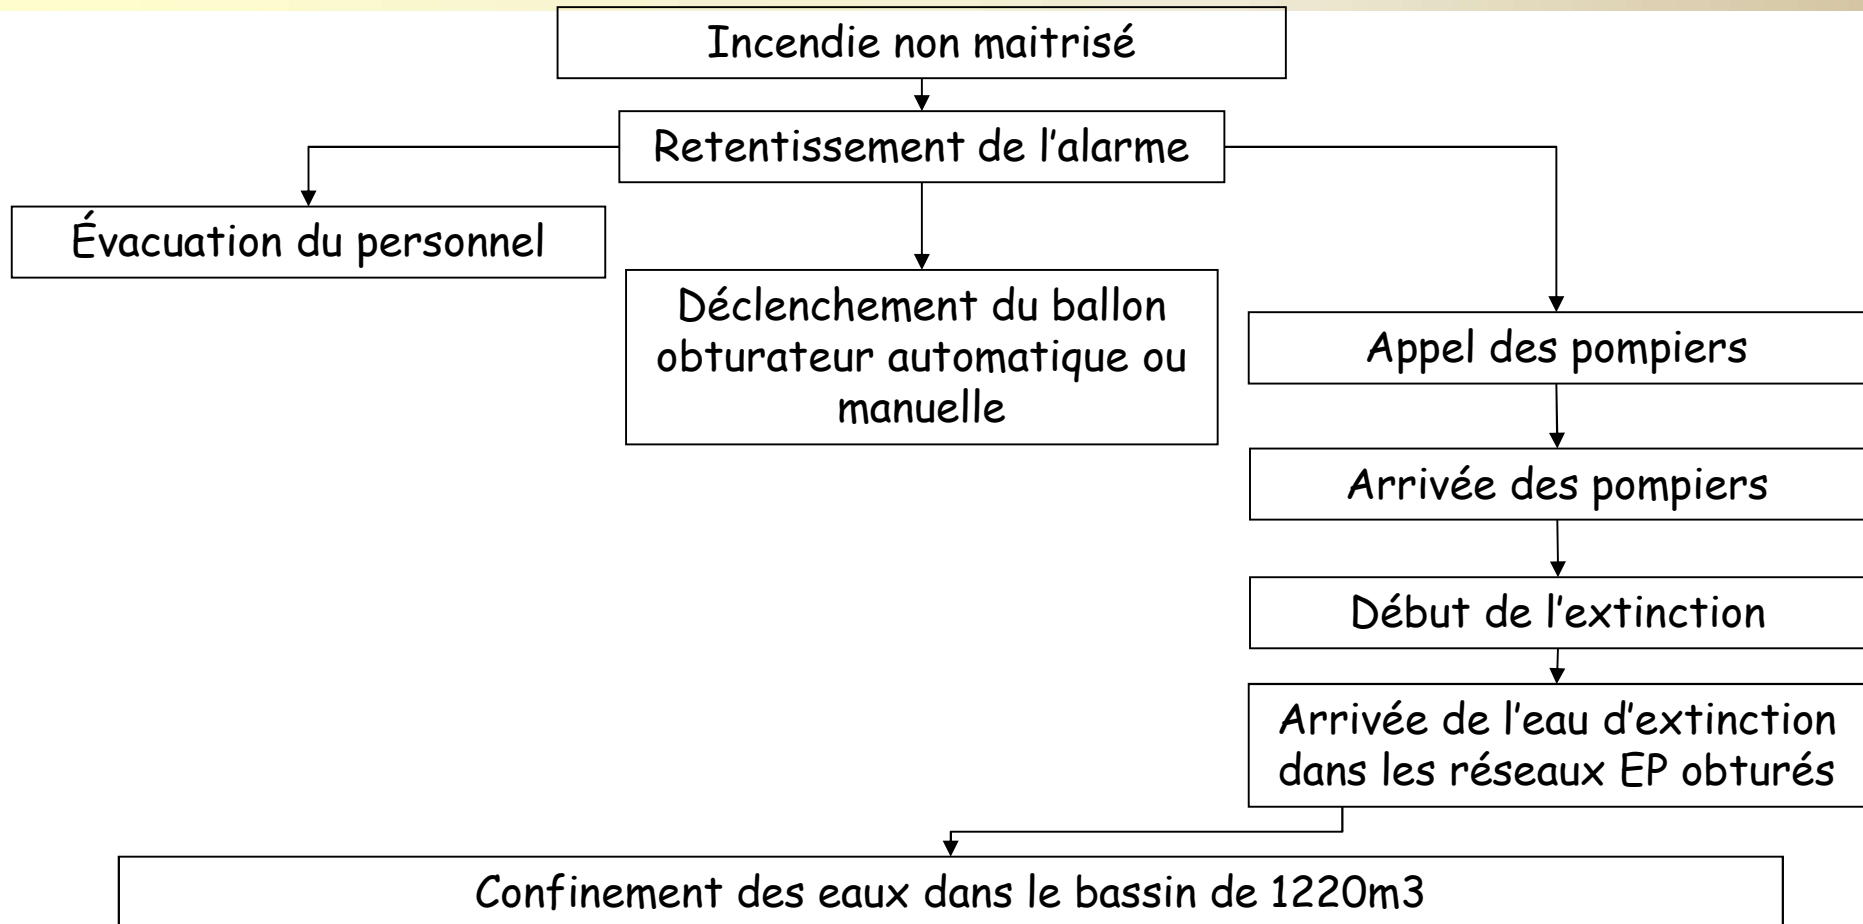 Incendie non maitrisé
Retentissement de l'alarme
Évacuation du personnel
Déclenchement du ballon
obturateur automatique ou
manuelle
Appel des pompiers
Arrivée des pompiers
Début de l'extinction
Arrivée de l'eau d'extinction
dans les réseaux EP obturés
Confinement des eaux dans le bassin de 1220m3